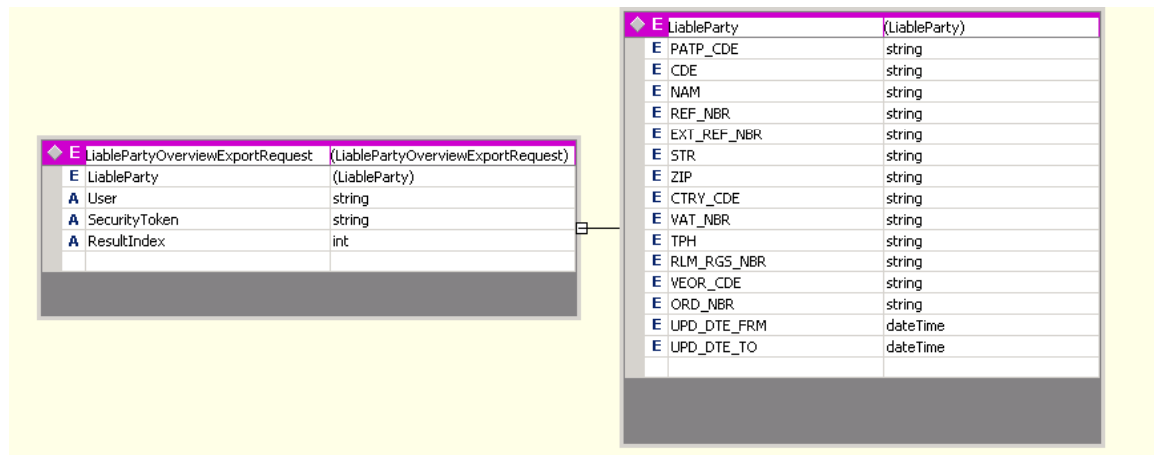 E LiablePartyOverviewExportRequest (LiablePartyOverviewExportRequest)
E LiableParty (LiableParty)
A User string
A SecurityToken string
A ResultIndex int
E LiableParty (LiableParty)
E PATP_CDE string
E CDE string
E NAM string
E REF_NBR string
E EXT_REF_NBR string
E STR string
E ZIP string
E CTRY_CDE string
E VAT_NBR string
E TPH string
E RLM_RGS_NBR string
E VEOR_CDE string
E ORD_NBR string
E UPD_DTE_FRM dateTime
E UPD_DTE_TO dateTime